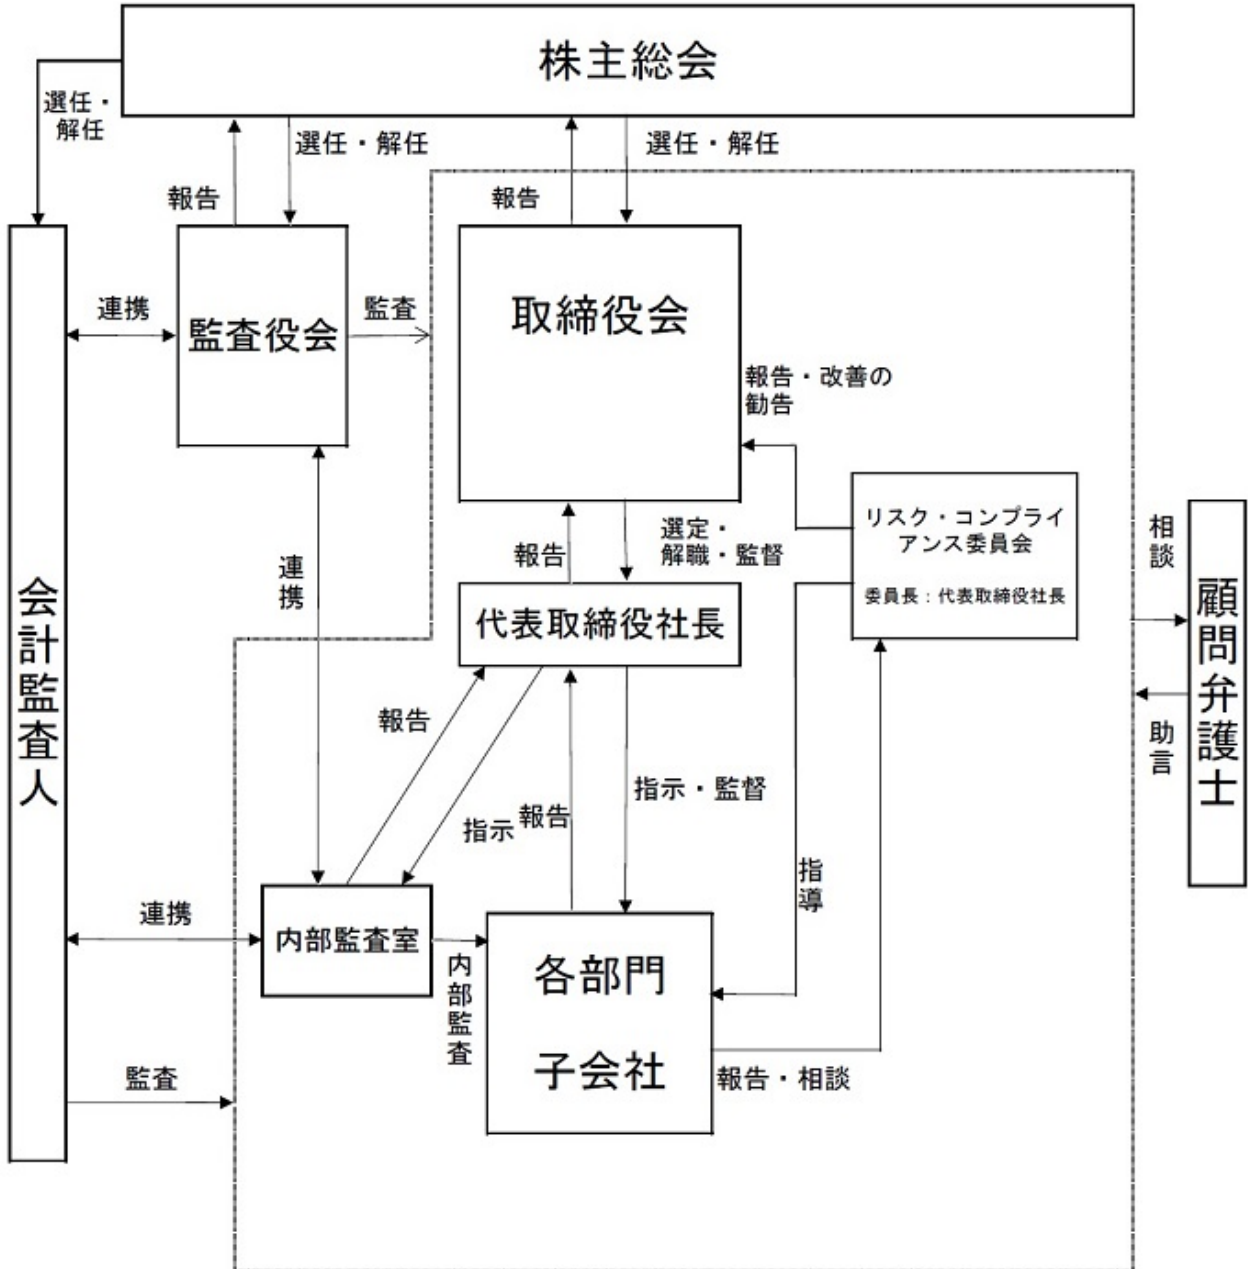 株主総会
選任・
解任
選任・解任
選任・解任
報告
報告
連携
監査役会
監査
取締役会
報告・改善の
勧告
リスク・コンプライ
アンス委員会
委員長：代表取締役社長
相談
顧問弁護士
助言
会計監査人
連携
報告
選定・
解職・監督
代表取締役社長
報告
指示
報告
指示・監督
指導
連携
内部監査室
内部監査
各部門
子会社
監査
報告・相談